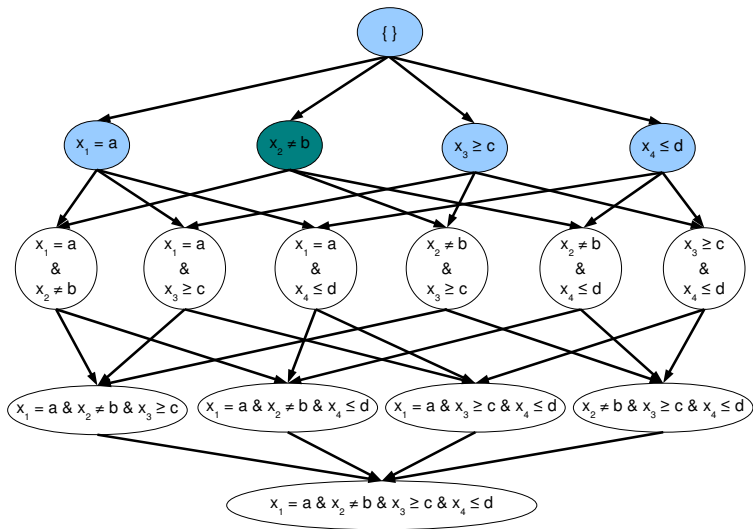 { }
x₁ = a
x₂ ≠ b
x₃ ≥ c
x₄ ≤ d
x₁ = a
&
x₂ ≠ b
x₁ = a
&
x₃ ≥ c
x₁ = a
&
x₄ ≤ d
x₂ ≠ b
&
x₃ ≥ c
x₂ ≠ b
&
x₄ ≤ d
x₃ ≥ c
&
x₄ ≤ d
x₁ = a & x₂ ≠ b & x₃ ≥ c
x₁ = a & x₂ ≠ b & x₄ ≤ d
x₁ = a & x₃ ≥ c & x₄ ≤ d
x₂ ≠ b & x₃ ≥ c & x₄ ≤ d
x₁ = a & x₂ ≠ b & x₃ ≥ c & x₄ ≤ d